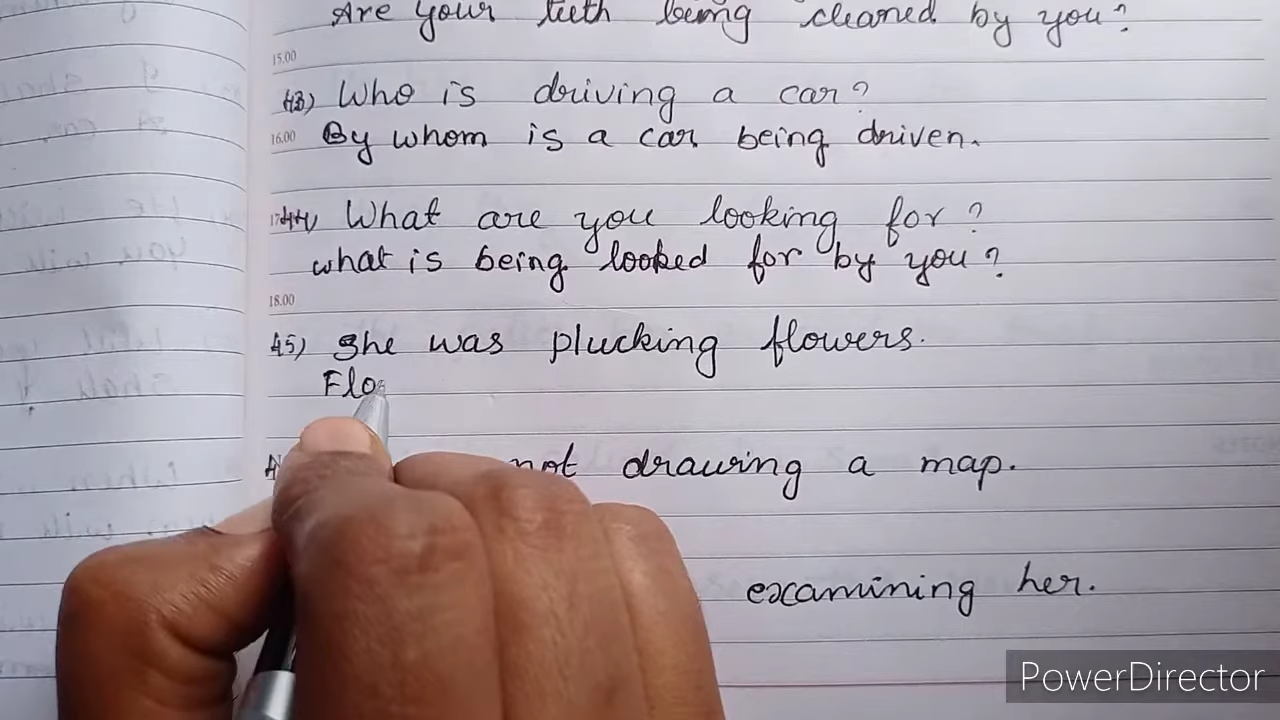 Are your teeth being cleaned by you?
15.00
43) Who is driving a car?
16.00 By whom is a car being driven.
44) What are you looking for?
what is being looked for by you?
18.00
45) She was plucking flowers.
Flo
not drawing a map.
examining her.
PowerDirector